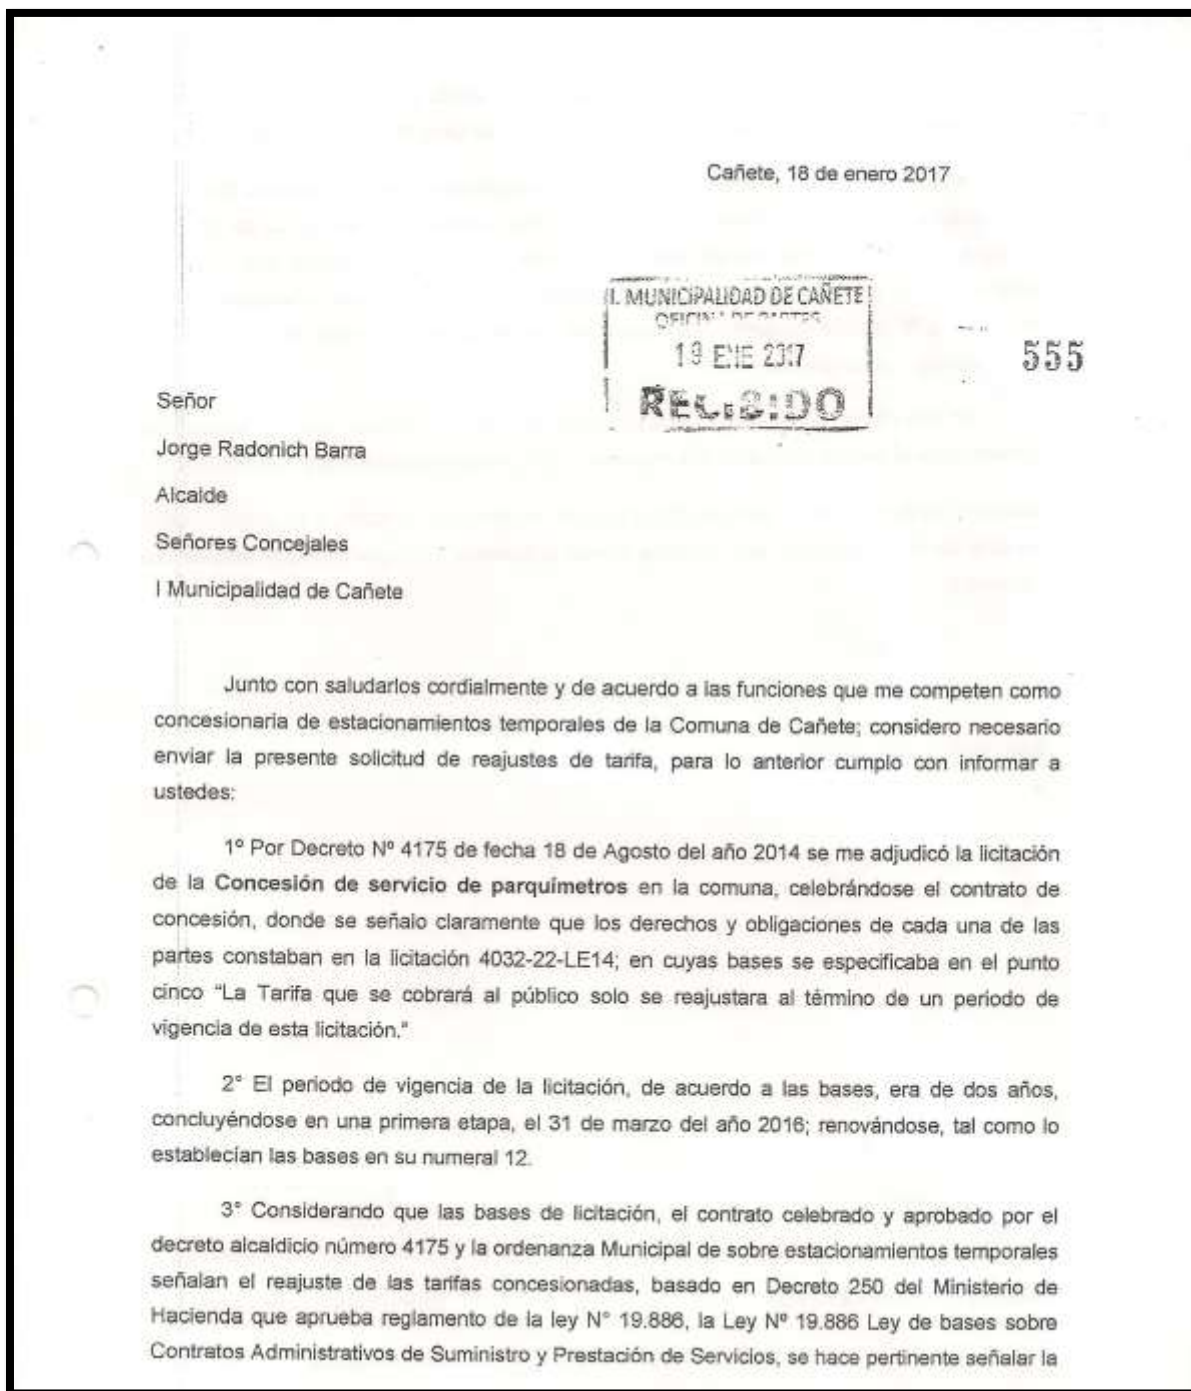 Cañete, 18 de enero 2017
I. MUNICIPALIDAD DE CAÑETE
OFICINA DE PARTES
19 ENE 2017
RECIBIDO
555
Señor
Jorge Radonich Barra
Alcalde
Señores Concejales
I Municipalidad de Cañete
Junto con saludarlos cordialmente y de acuerdo a las funciones que me competen como
concesionaria de estacionamientos temporales de la Comuna de Cañete; considero necesario
enviar la presente solicitud de reajustes de tarifa, para lo anterior cumplo con informar a
ustedes:
1º Por Decreto Nº 4175 de fecha 18 de Agosto del año 2014 se me adjudicó la licitación
de la Concesión de servicio de parquímetros en la comuna, celebrándose el contrato de
concesión, donde se señalo claramente que los derechos y obligaciones de cada una de las
partes constaban en la licitación 4032-22-LE14; en cuyas bases se especificaba en el punto
cinco "La Tarifa que se cobrará al público solo se reajustara al término de un periodo de
vigencia de esta licitación."
2° El periodo de vigencia de la licitación, de acuerdo a las bases, era de dos años,
concluyéndose en una primera etapa, el 31 de marzo del año 2016; renovándose, tal como lo
establecían las bases en su numeral 12.
3° Considerando que las bases de licitación, el contrato celebrado y aprobado por el
decreto alcaldicio número 4175 y la ordenanza Municipal de sobre estacionamientos temporales
señalan el reajuste de las tarifas concesionadas, basado en Decreto 250 del Ministerio de
Hacienda que aprueba reglamento de la ley N° 19.886, la Ley Nº 19.886 Ley de bases sobre
Contratos Administrativos de Suministro y Prestación de Servicios, se hace pertinente señalar la